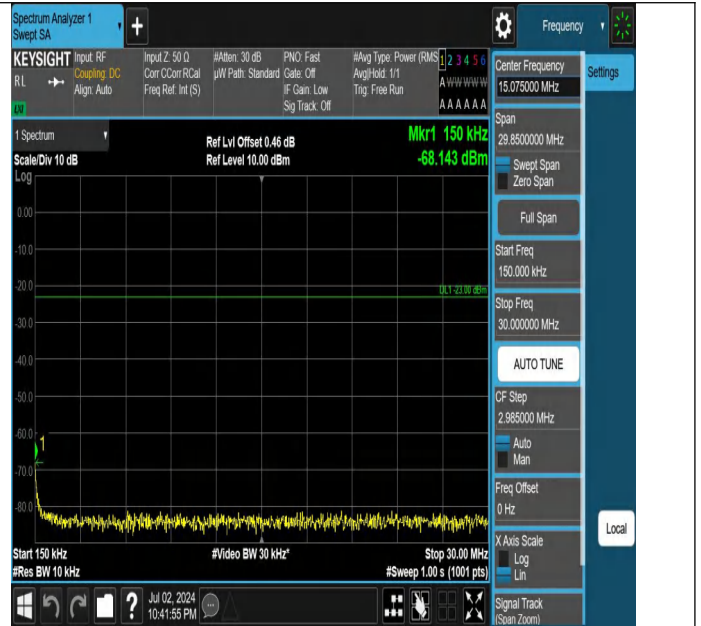 Spectrum Analyzer 1
Swept SA
Frequency
KEYSIGHT
Input: RF
Coupling: DC
Align: Auto
Input Z: 50 Ω
Corr CCorr RCal
Freq Ref: Int (S)
#Atten: 30 dB
µW Path: Standard
PNO: Fast
Gate: Off
IF Gain: Low
Sig Track: Off
#Avg Type: Power (RMS
Avg|Hold: 1/1
Trig: Free Run
1 2 3 4 5 6
A W W W W W
A A A A A A
R L
LXI
1 Spectrum
Scale/Div 10 dB
Log
Ref Lvl Offset 0.46 dB
Ref Level 10.00 dBm
Mkr1 150 kHz
-68.143 dBm
0.00
-10.0
-20.0
DL1 -23.00 dBm
-30.0
-40.0
-50.0
-60.0
1
-70.0
-80.0
Start 150 kHz
#Video BW 30 kHz*
Stop 30.00 MHz
#Res BW 10 kHz
#Sweep 1.00 s (1001 pts)
Center Frequency
15.075000 MHz
Settings
Span
29.8500000 MHz
Swept Span
Zero Span
Full Span
Start Freq
150.000 kHz
Stop Freq
30.000000 MHz
AUTO TUNE
CF Step
2.985000 MHz
Auto
Man
Freq Offset
0 Hz
X Axis Scale
Log
Lin
Signal Track
(Span Zoom)
Local
?
Jul 02, 2024
10:41:55 PM